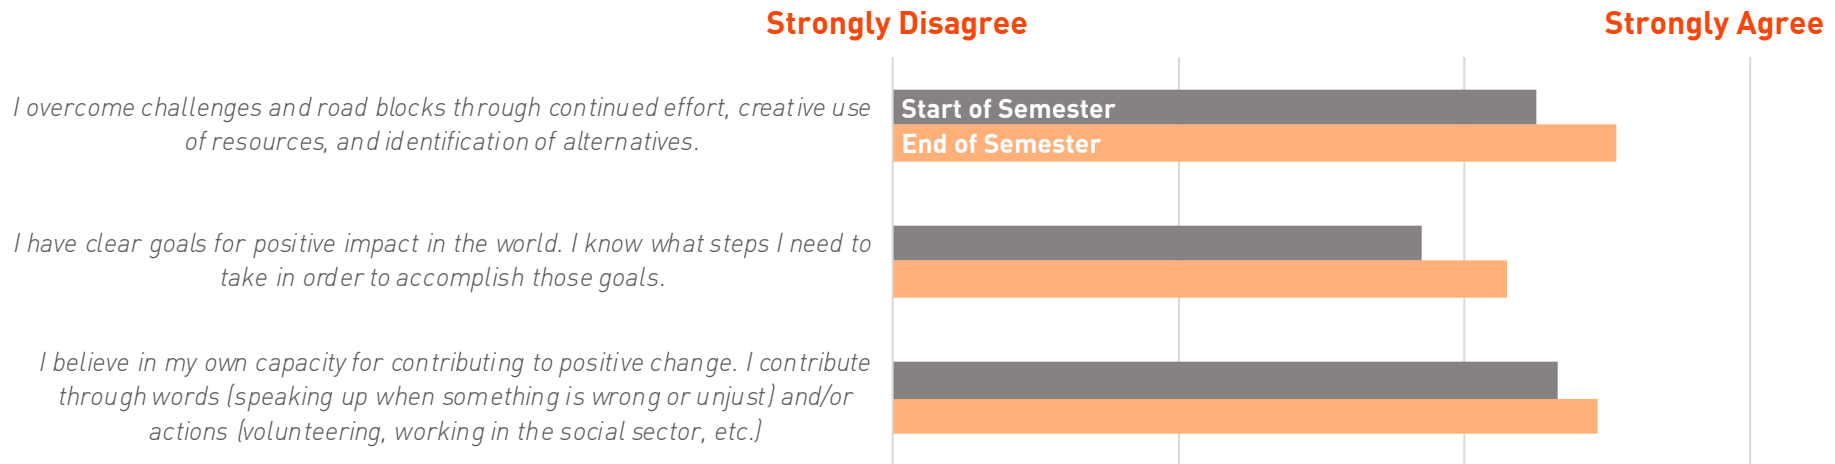 Strongly Disagree
Strongly Agree
I overcome challenges and road blocks through continued effort, creative use
of resources, and identification of alternatives.
Start of Semester
End of Semester
I have clear goals for positive impact in the world. I know what steps I need to
take in order to accomplish those goals.
I believe in my own capacity for contributing to positive change. I contribute
through words (speaking up when something is wrong or unjust) and/or
actions (volunteering, working in the social sector, etc.)